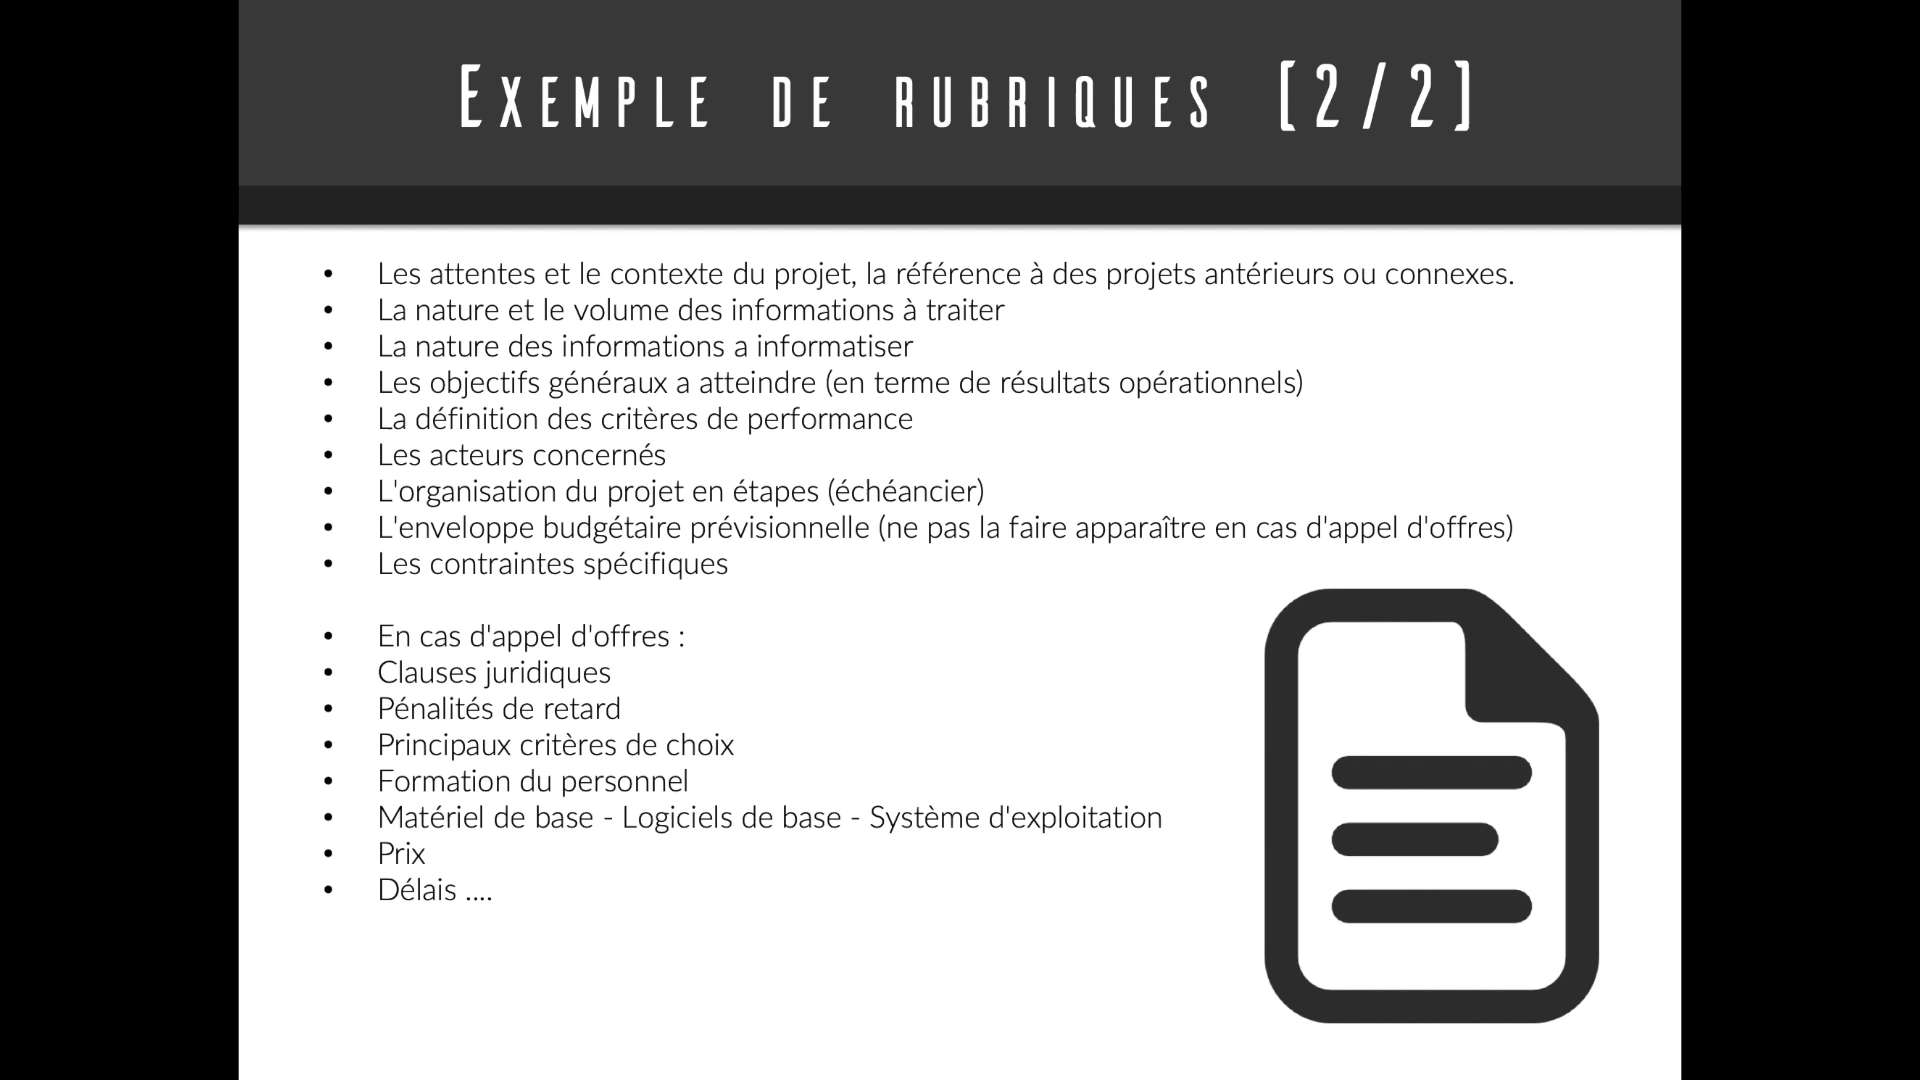 Exemple de rubriques [2/2]
• Les attentes et le contexte du projet, la référence à des projets antérieurs ou connexes.
• La nature et le volume des informations à traiter
• La nature des informations a informatiser
• Les objectifs généraux a atteindre (en terme de résultats opérationnels)
• La définition des critères de performance
• Les acteurs concernés
• L'organisation du projet en étapes (échéancier)
• L'enveloppe budgétaire prévisionnelle (ne pas la faire apparaître en cas d'appel d'offres)
• Les contraintes spécifiques
• En cas d'appel d'offres :
• Clauses juridiques
• Pénalités de retard
• Principaux critères de choix
• Formation du personnel
• Matériel de base - Logiciels de base - Système d'exploitation
• Prix
• Délais ....